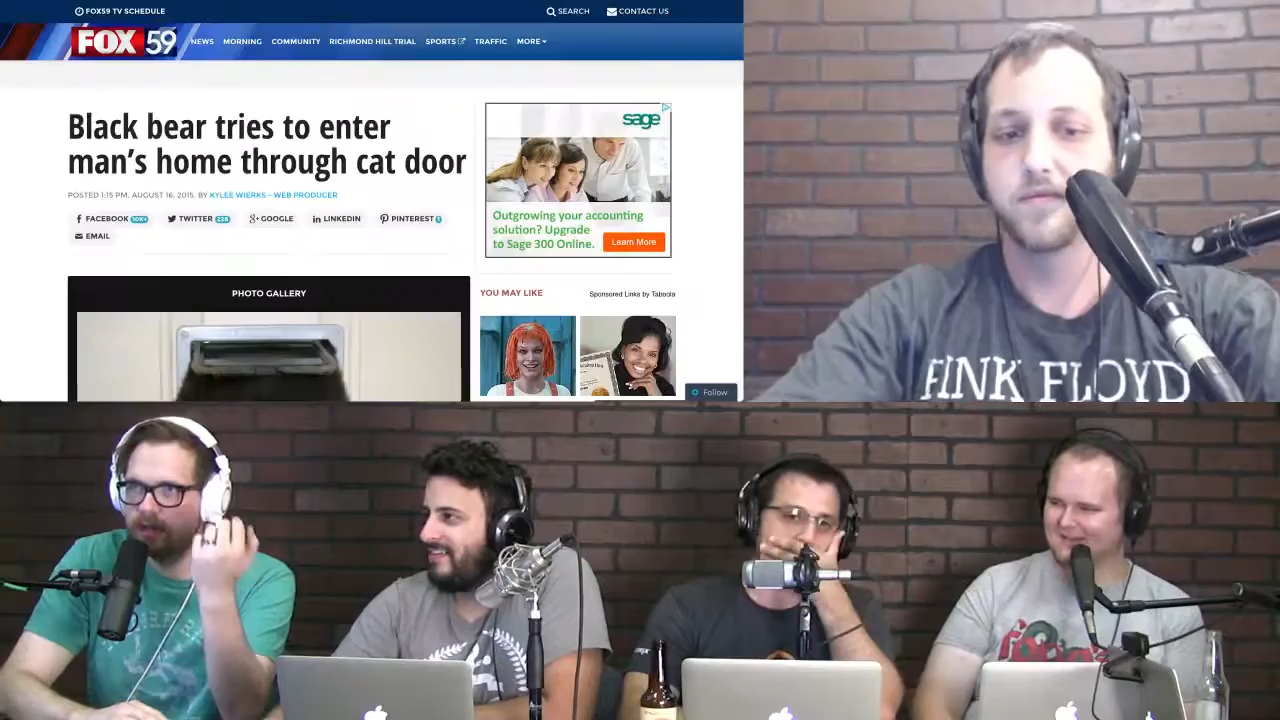 FOX59 TV SCHEDULE
SEARCH
CONTACT US
FOX 59
NEWS
MORNING
COMMUNITY
RICHMOND HILL TRIAL
SPORTS
TRAFFIC
MORE
Black bear tries to enter
man's home through cat door
POSTED 1:15 PM, AUGUST 16, 2015, BY KYLEE WIERKS - WEB PRODUCER
FACEBOOK 10K+
TWITTER 228
GOOGLE
LINKEDIN
PINTEREST 7
EMAIL
sage
Outgrowing your accounting
solution? Upgrade
to Sage 300 Online.
Learn More
PHOTO GALLERY
YOU MAY LIKE
Sponsored Links by Taboola
Follow
PINK FLOYD